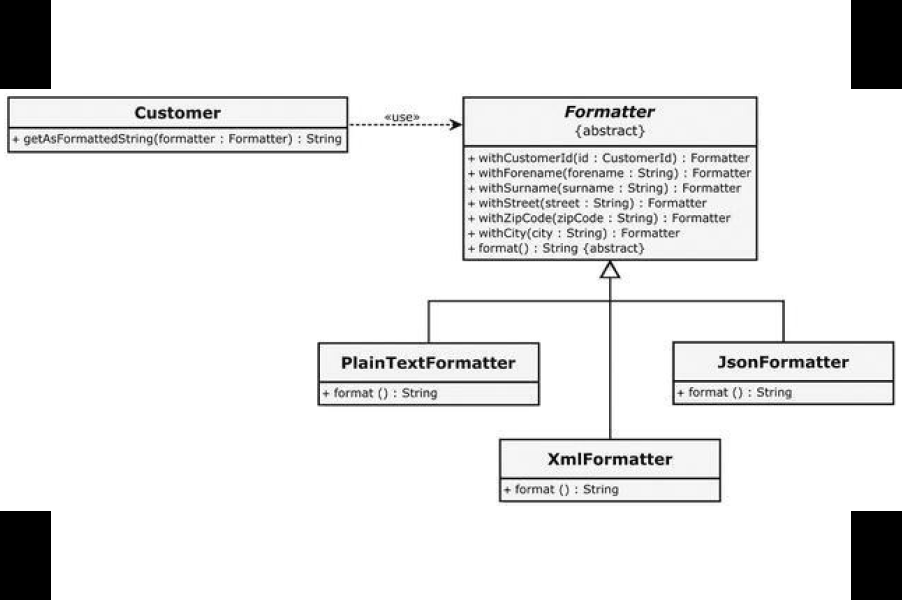 Customer
+ getAsFormattedString(formatter : Formatter) : String
«use»
Formatter
{abstract}
+ withCustomerId(id : CustomerId) : Formatter
+ withForename(forename : String) : Formatter
+ withSurname(surname : String) : Formatter
+ withStreet(street : String) : Formatter
+ withZipCode(zipCode : String) : Formatter
+ withCity(city : String) : Formatter
+ format() : String {abstract}
PlainTextFormatter
+ format () : String
JsonFormatter
+ format () : String
XmlFormatter
+ format () : String